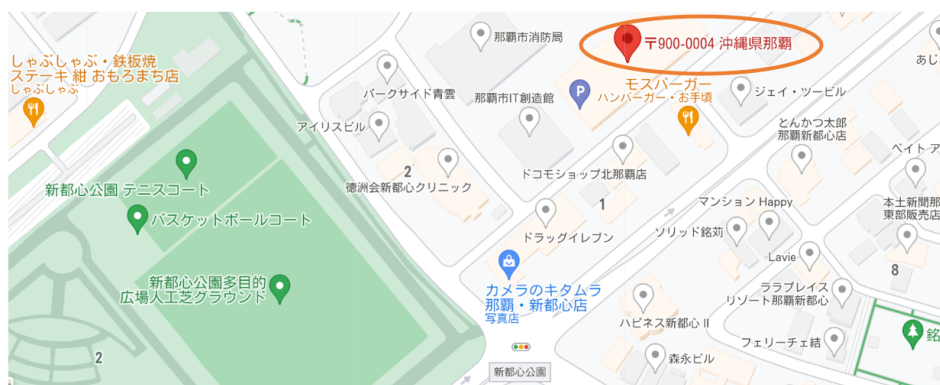 那覇市消防局
〒900-0004 沖縄県那覇
しゃぶしゃぶ・鉄板焼
ステーキ 紺 おもろまち店
しゃぶしゃぶ
パークサイド青雲
那覇市IT創造館
P
モスバーガー
ハンバーガー・お手頃
ジェイ・ツービル
あじ
アイリスビル
とんかつ太郎
那覇新都心店
ベイト ア
新都心公園 テニスコート
2
徳洲会新都心クリニック
ドコモショップ北那覇店
1
マンション Happy
本土新聞那
東部販売店
バスケットボールコート
ドラッグイレブン
ソリッド銘苅
Lavie
8
新都心公園多目的
広場人工芝グラウンド
カメラのキタムラ
那覇・新都心店
写真店
ララプレイス
リゾート那覇新都心
ハピネス新都心 II
フェリーチェ結
銘
2
森永ビル
新都心公園